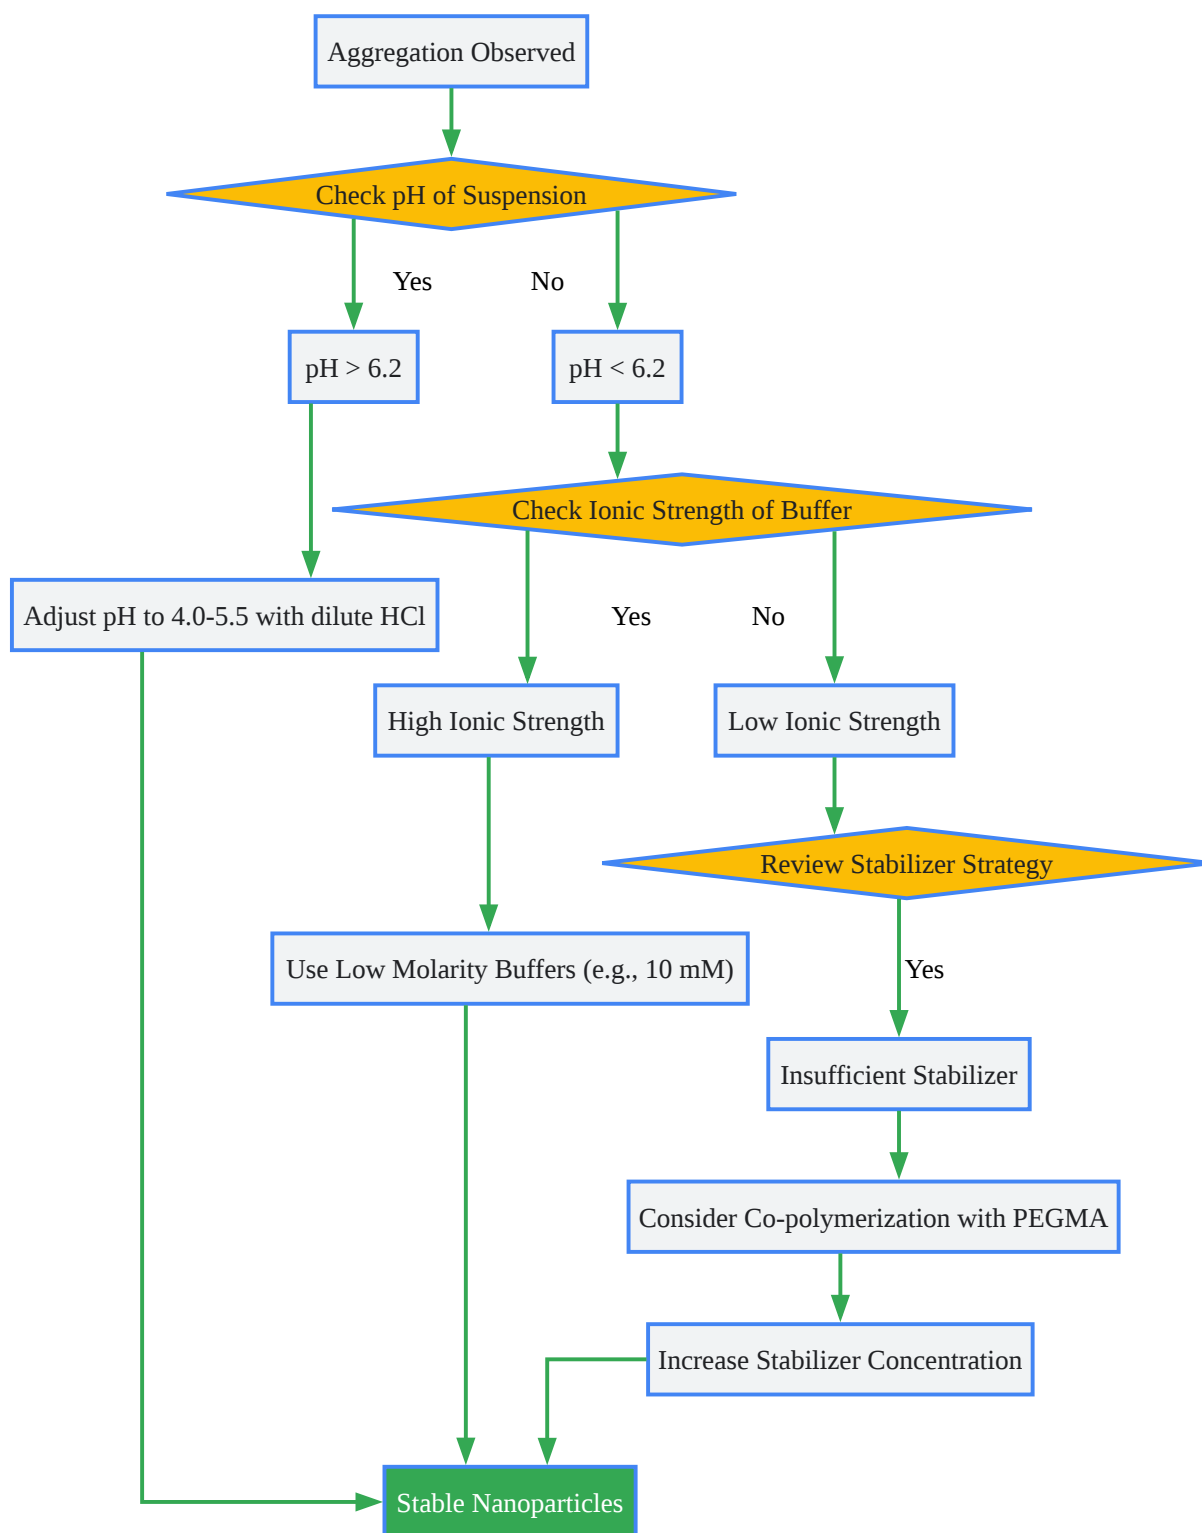 Aggregation Observed
Check pH of Suspension
Yes
No
pH > 6.2
pH < 6.2
Check Ionic Strength of Buffer
Adjust pH to 4.0-5.5 with dilute HCl
Yes
No
High Ionic Strength
Low Ionic Strength
Review Stabilizer Strategy
Use Low Molarity Buffers (e.g., 10 mM)
Yes
Insufficient Stabilizer
Consider Co-polymerization with PEGMA
Increase Stabilizer Concentration
Stable Nanoparticles